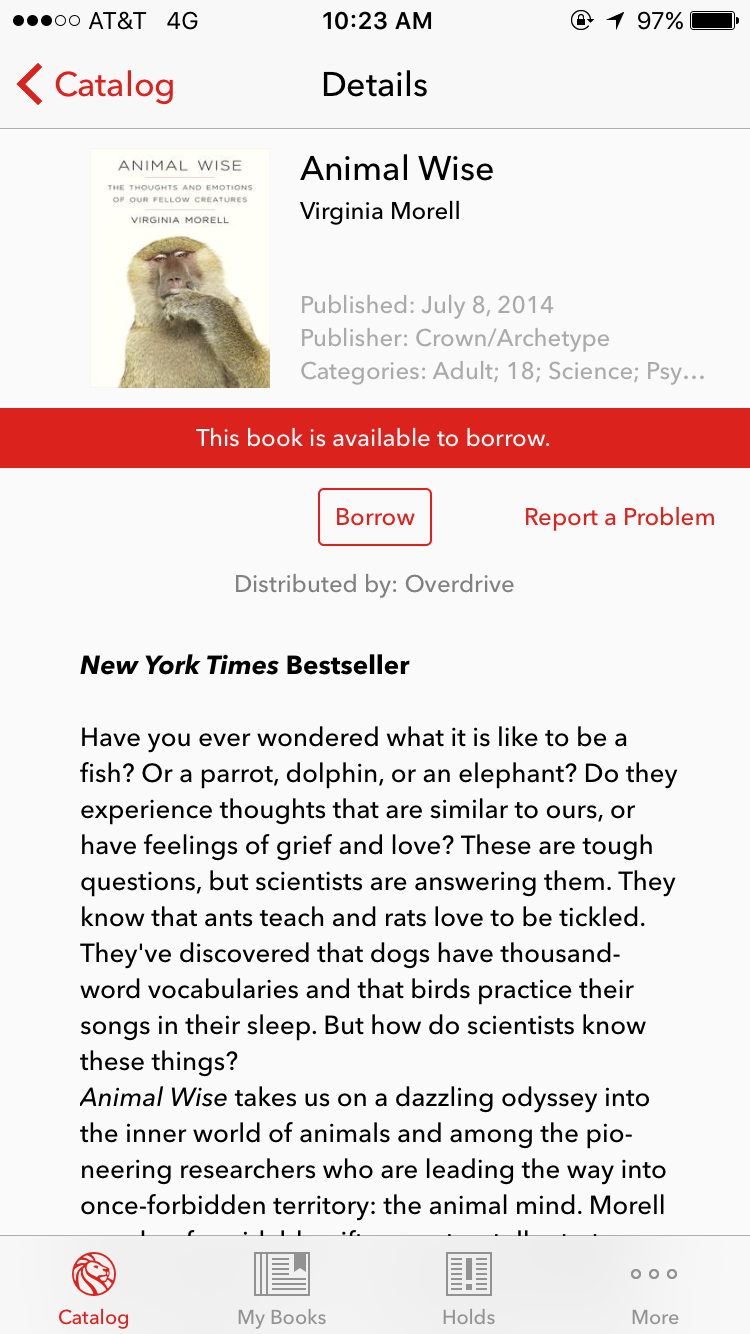 AT&T 4G 10:23 AM 97%
Catalog Details
ANIMAL WISE
THE THOUGHTS AND EMOTIONS
OF OUR FELLOW CREATURES
VIRGINIA MORELL
Animal Wise
Virginia Morell
Published: July 8, 2014
Publisher: Crown/Archetype
Categories: Adult; 18; Science; Psy...
This book is available to borrow.
Borrow
Report a Problem
Distributed by: Overdrive
New York Times Bestseller
Have you ever wondered what it is like to be a
fish? Or a parrot, dolphin, or an elephant? Do they
experience thoughts that are similar to ours, or
have feelings of grief and love? These are tough
questions, but scientists are answering them. They
know that ants teach and rats love to be tickled.
They've discovered that dogs have thousand-
word vocabularies and that birds practice their
songs in their sleep. But how do scientists know
these things?
Animal Wise takes us on a dazzling odyssey into
the inner world of animals and among the pio-
neering researchers who are leading the way into
once-forbidden territory: the animal mind. Morell
Catalog
My Books
Holds
More